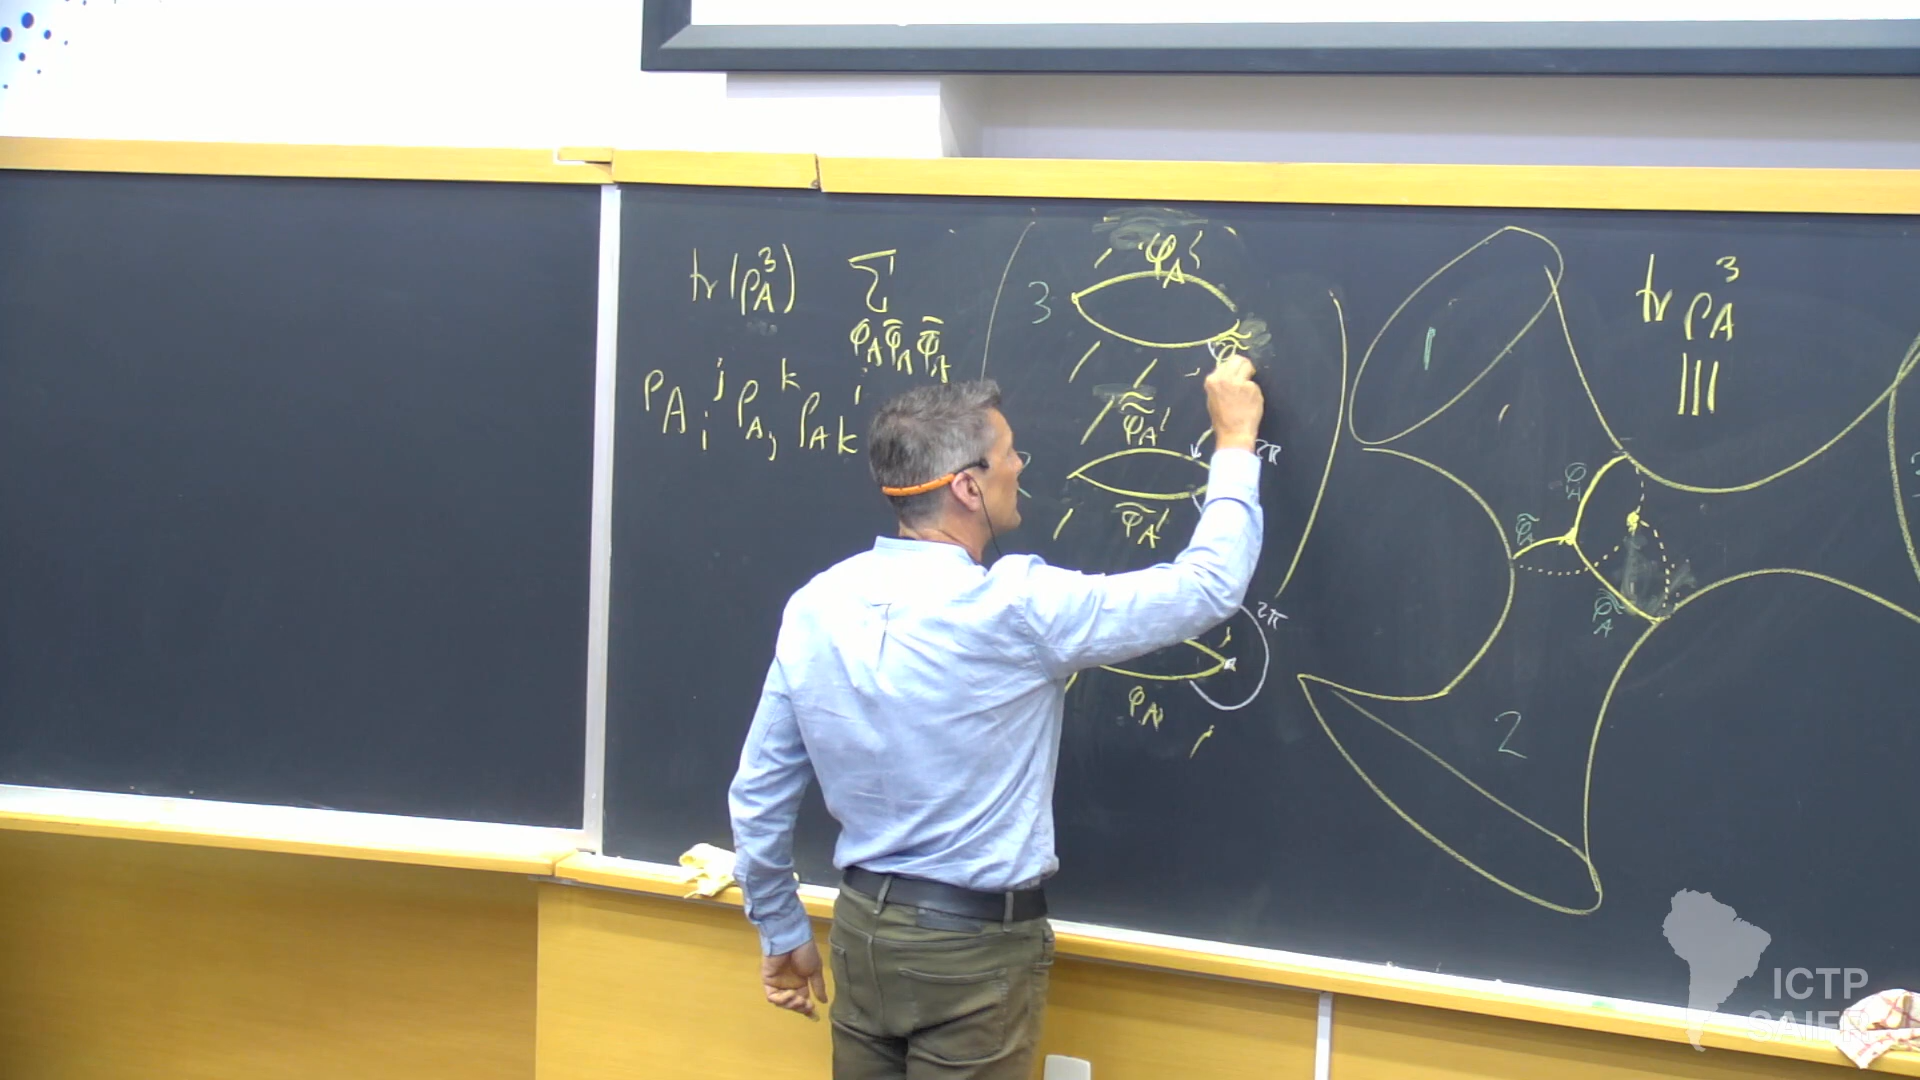 tr(ρ_A^3) Σ
φ_A φ̃_A φ̃̃_A
ρ_A i^j ρ_A j^k ρ_A k^i
3
φ_A'
φ̃̃_A'
φ̃_A'
2π
2π
φ_A'
1
tr ρ_A^3
|||
φ_A
φ̃_A
φ̃̃_A
2
ICTP
SAIFR